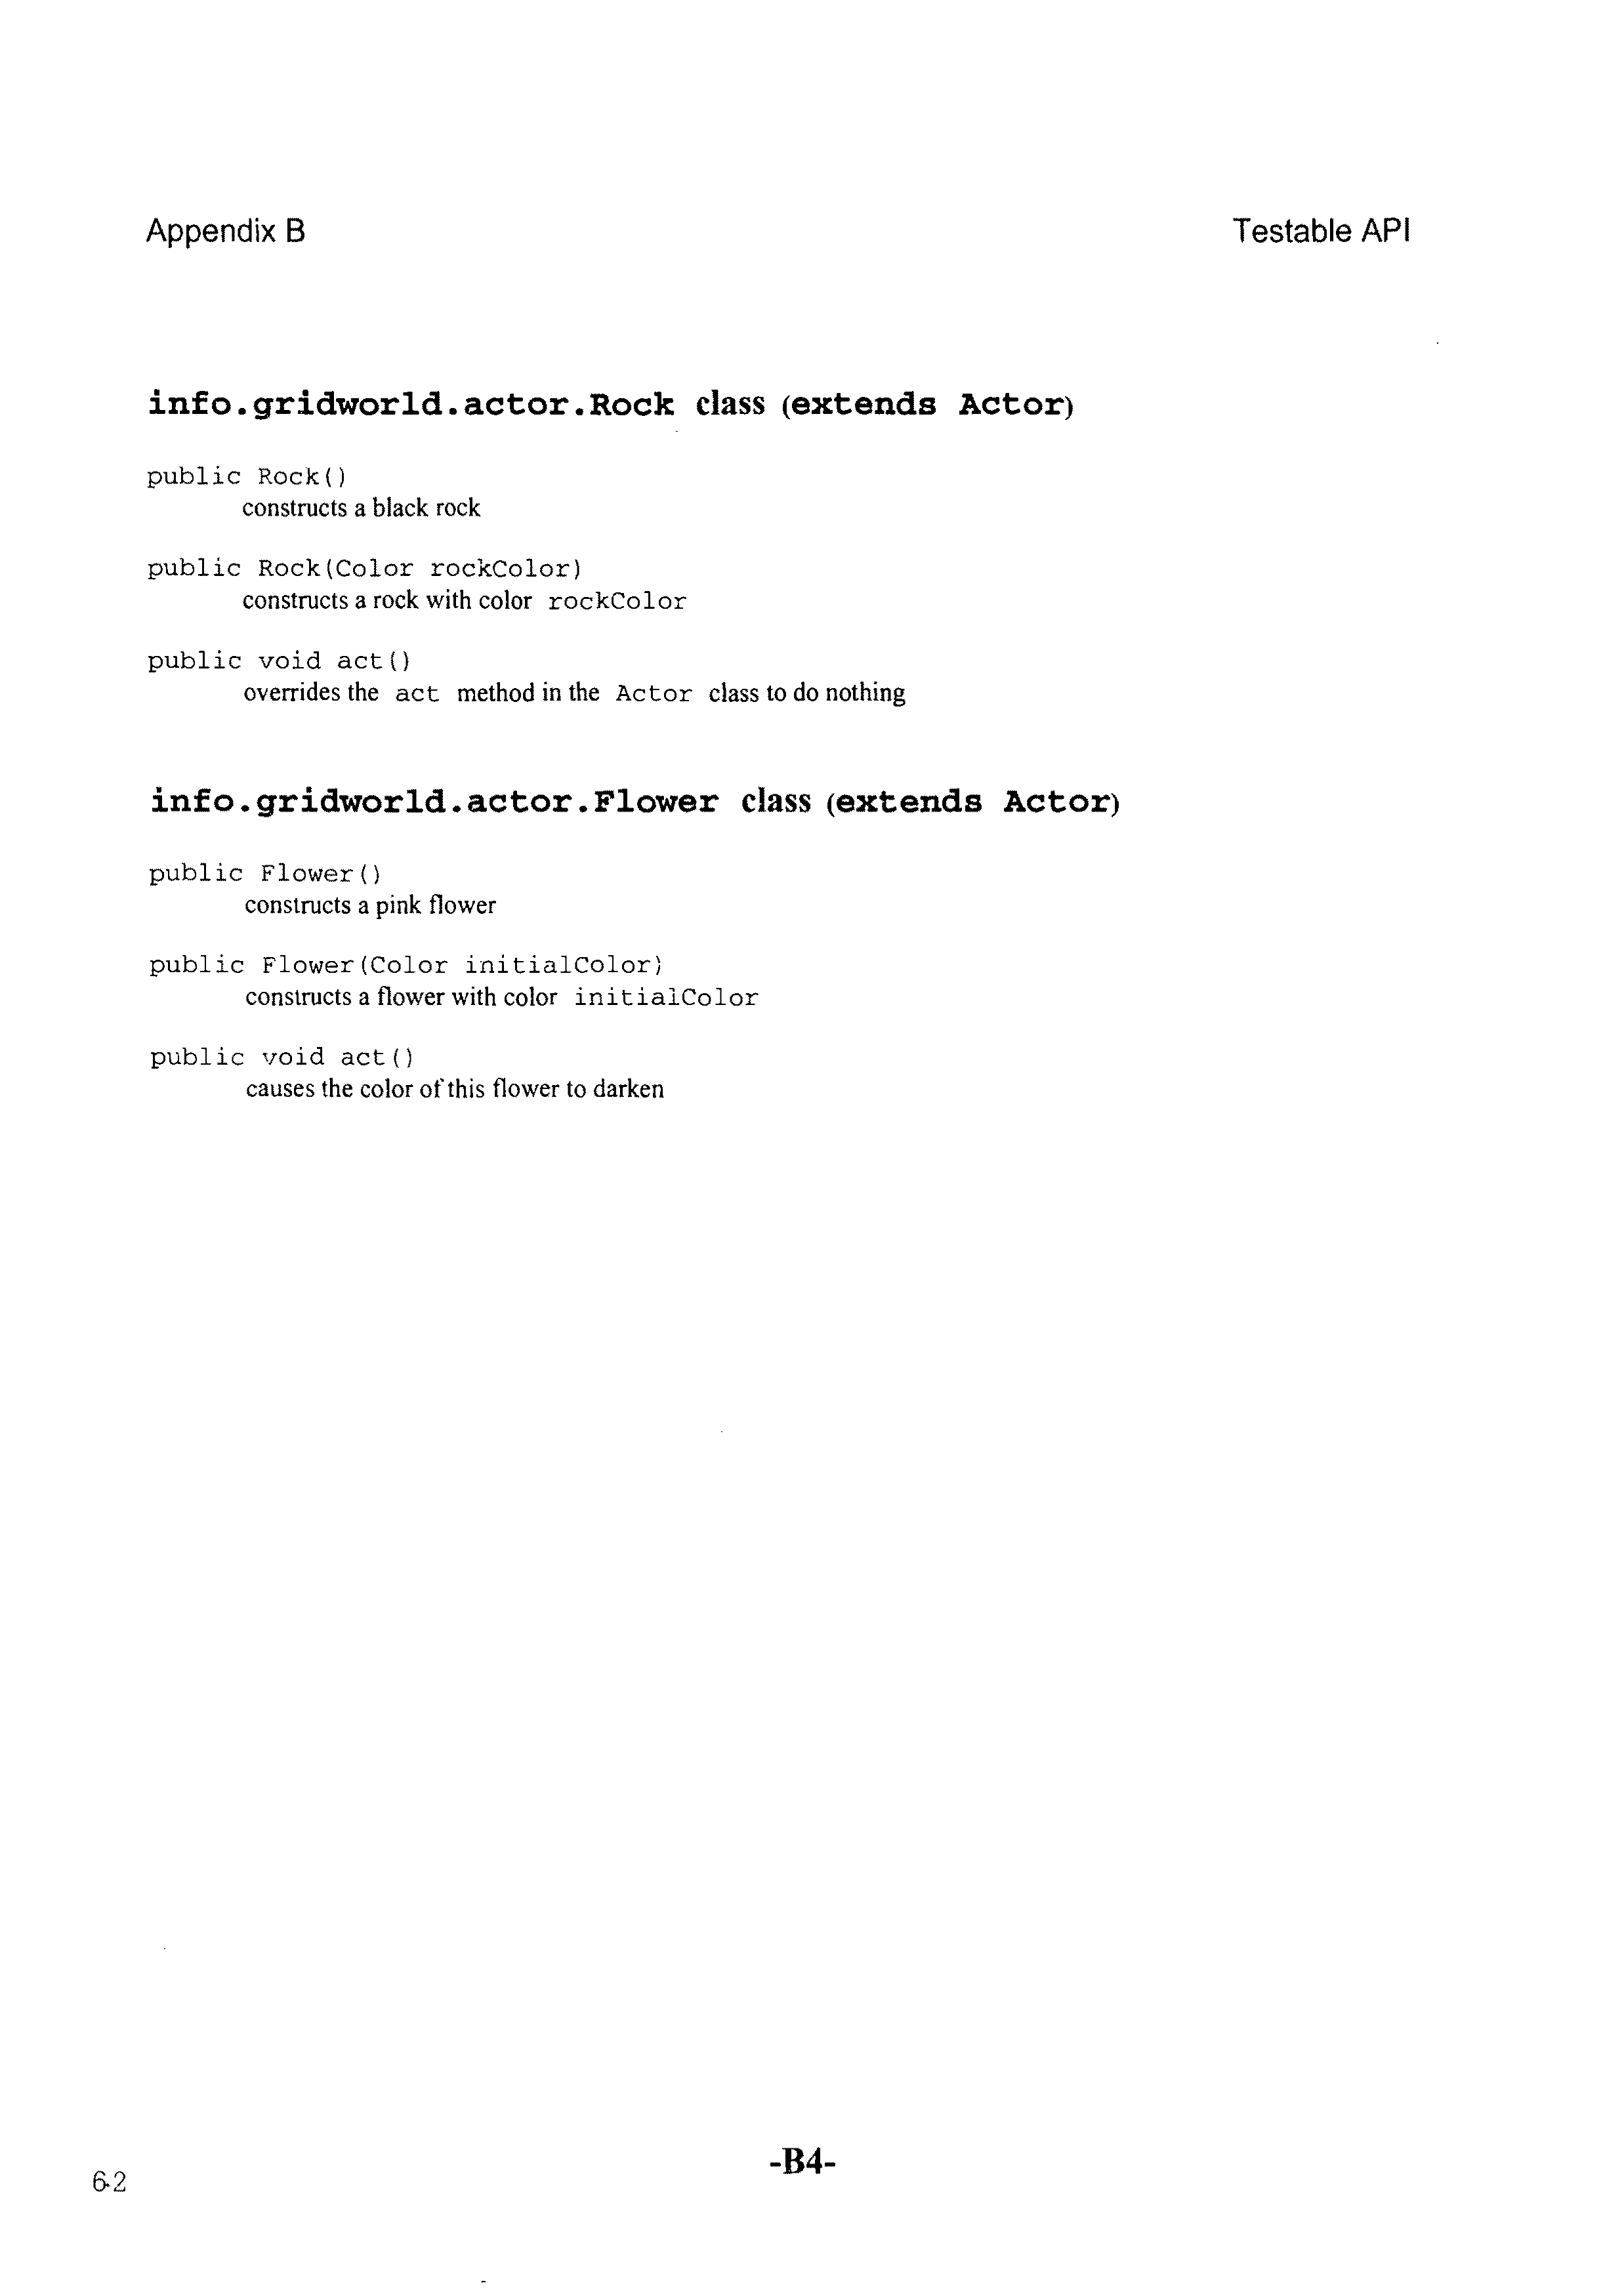 Appendix B
Testable API
info.gridworld.actor.Rock class (extends Actor)
public Rock()
constructs a black rock
public Rock(Color rockColor)
constructs a rock with color rockColor
public void act()
overrides the act method in the Actor class to do nothing
info.gridworld.actor.Flower class (extends Actor)
public Flower()
constructs a pink flower
public Flower(Color initialColor)
constructs a flower with color initialColor
public void act()
causes the color of this flower to darken
-B4-
62